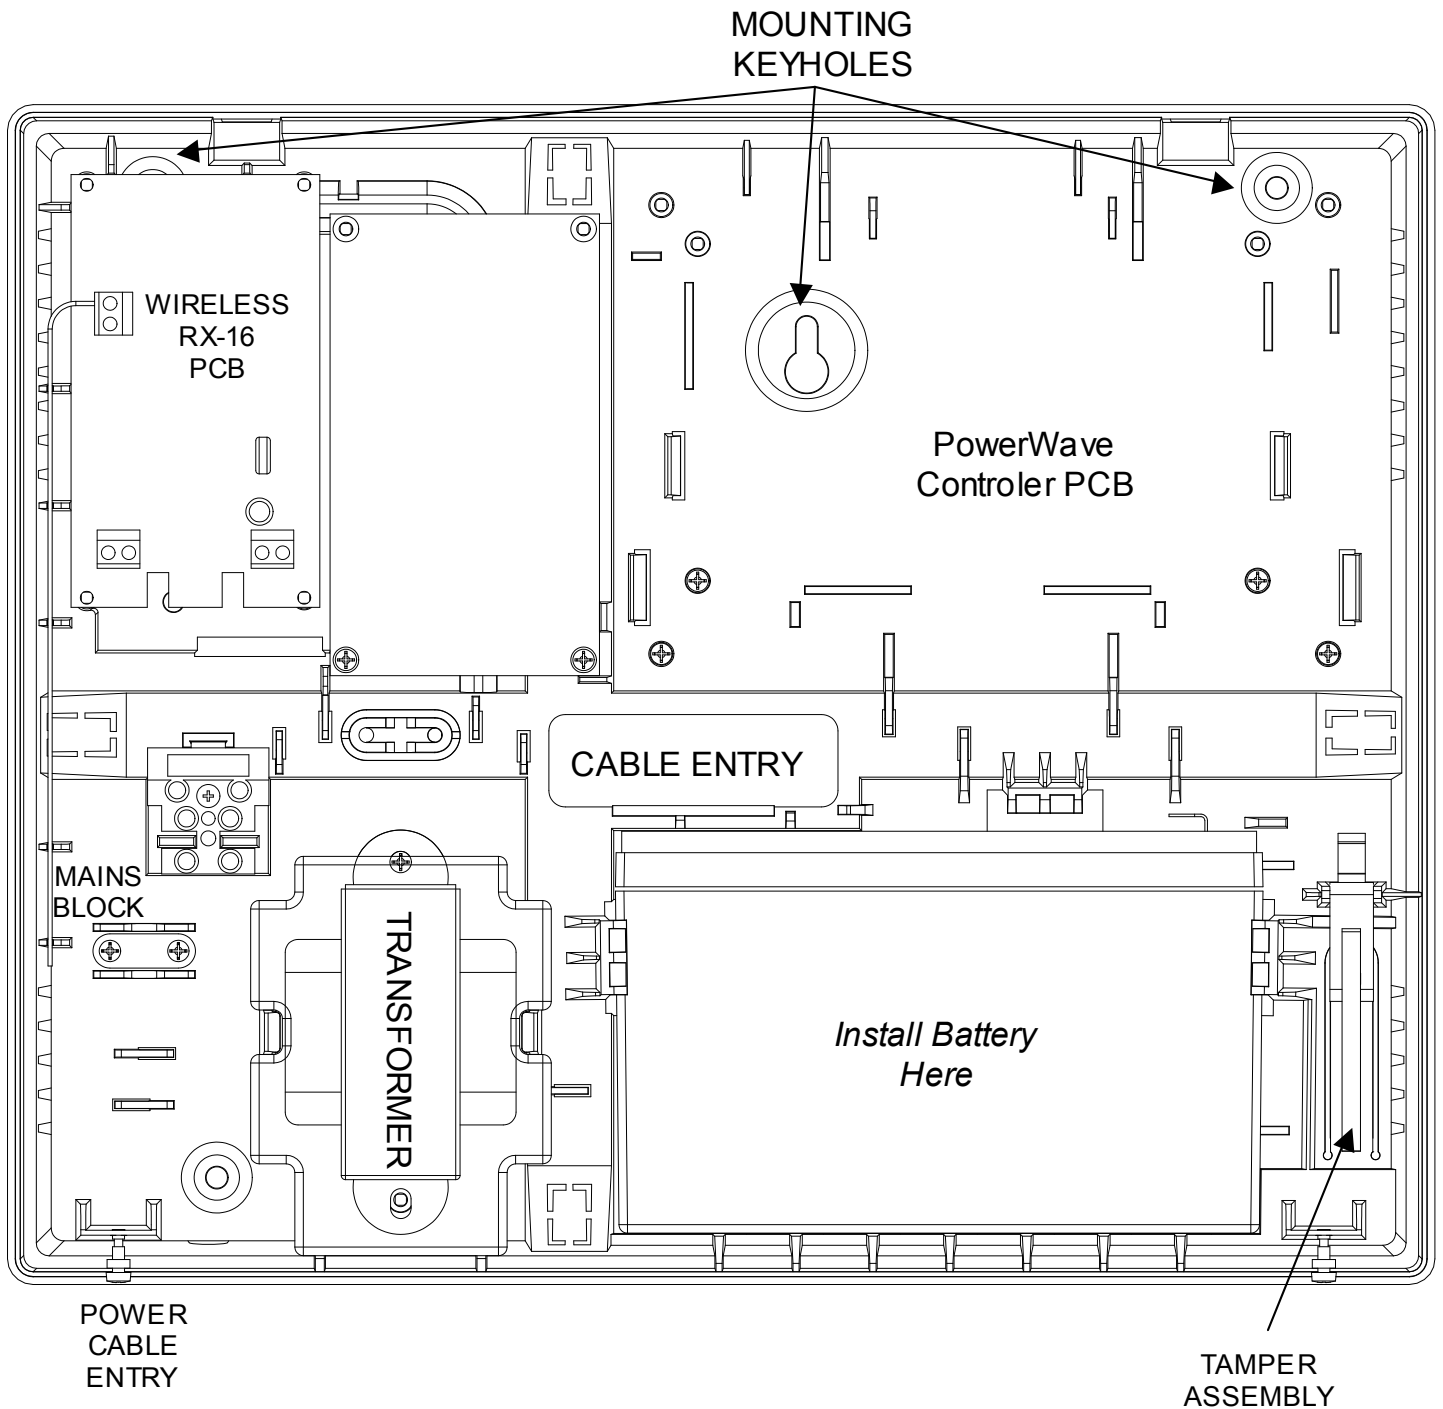 MOUNTING
KEYHOLES
WIRELESS
RX-16
PCB
PowerWave
Controler PCB
CABLE ENTRY
MAINS
BLOCK
TRANSFORMER
Install Battery
Here
POWER
CABLE
ENTRY
TAMPER
ASSEMBLY